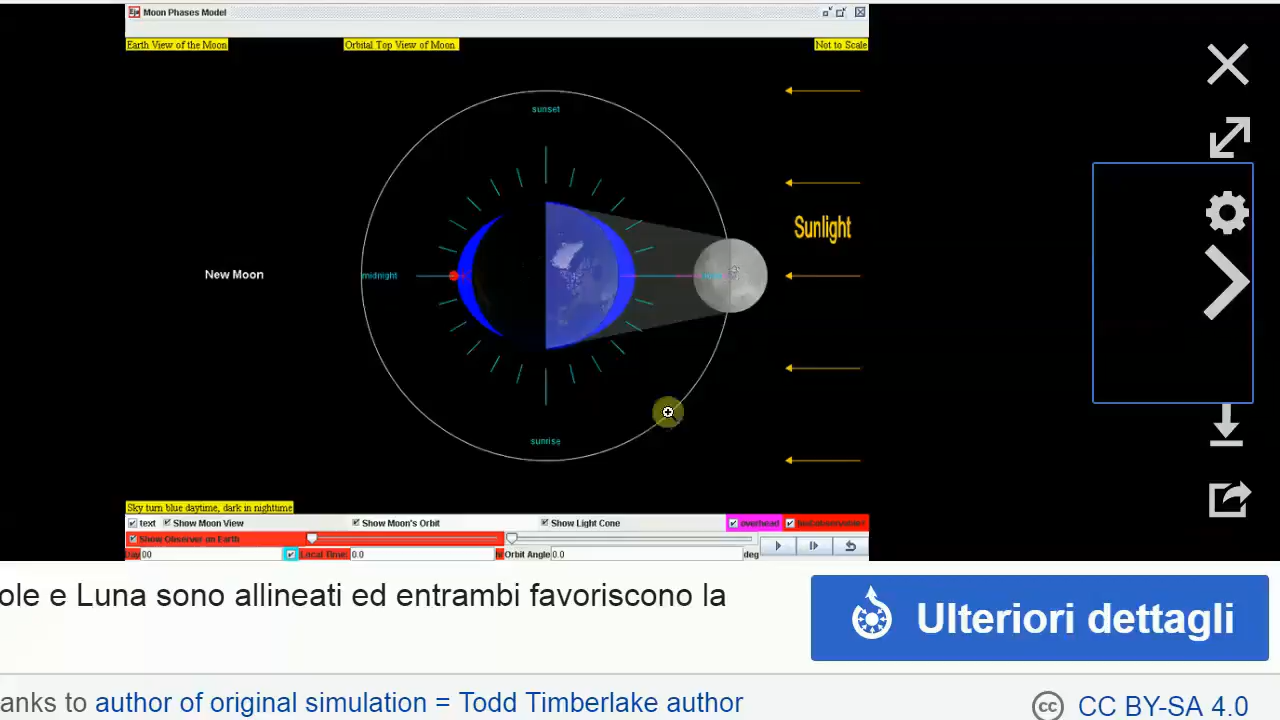 Moon Phases Model
Earth View of the Moon
Orbital Top View of Moon
Not to Scale
sunset
Sunlight
New Moon
midnight
sunrise
Sky turn blue daytime, dark in nighttime
text
Show Moon View
Show Moon's Orbit
Show Light Cone
overhead
Show Observer on Earth
Day 00
Local Time: 0.0
Orbit Angle 0.0
deg
ole e Luna sono allineati ed entrambi favoriscono la
Ulteriori dettagli
anks to author of original simulation = Todd Timberlake author
cc CC BY-SA 4.0